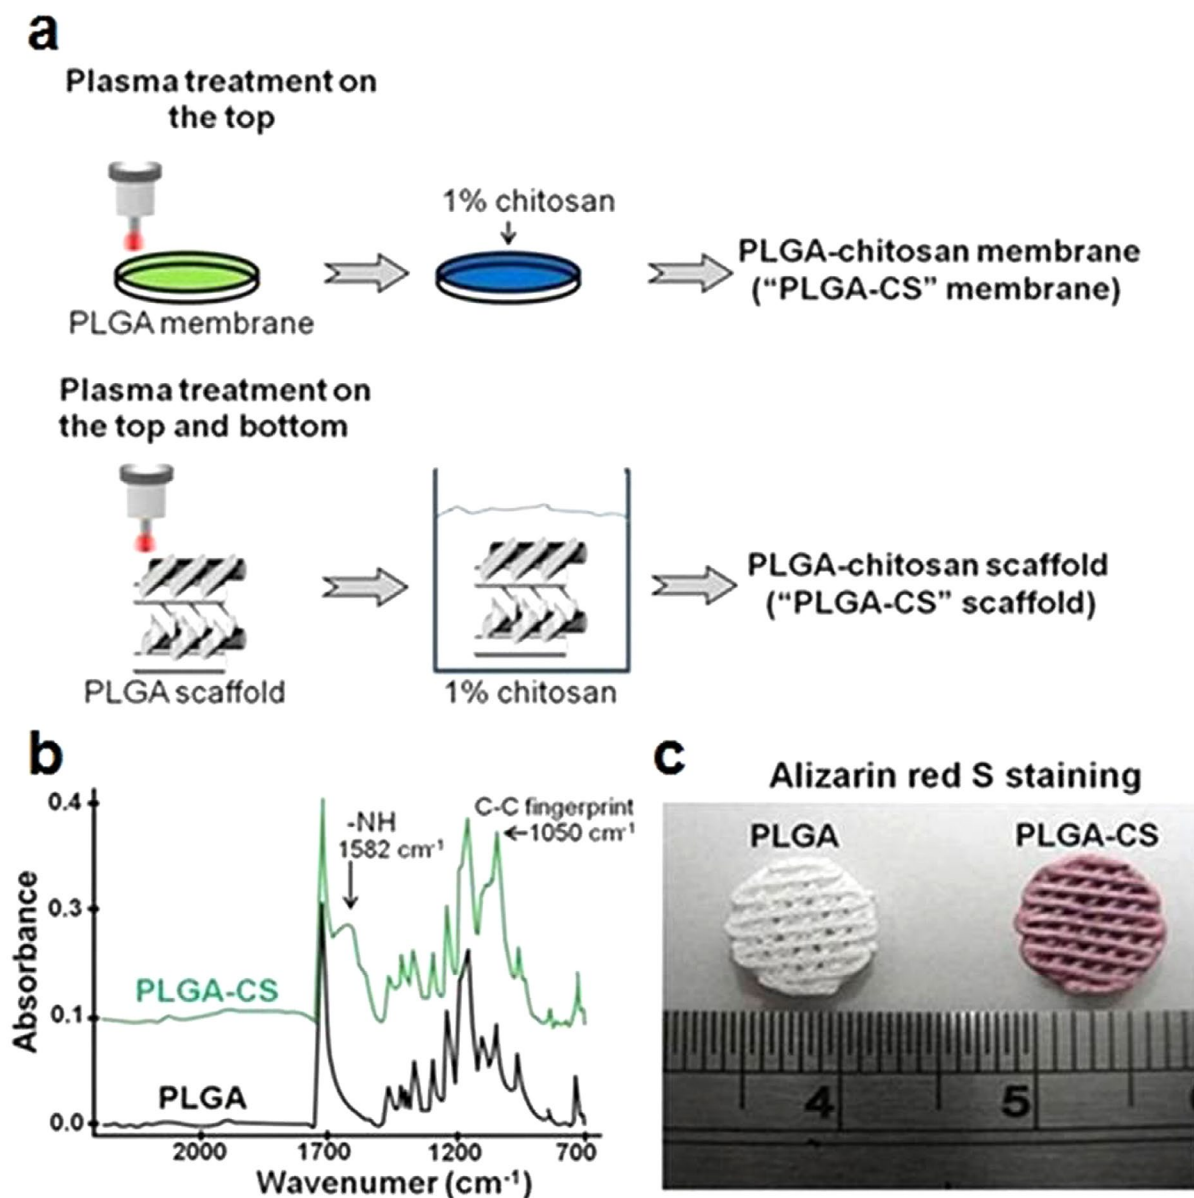 a
Plasma treatment on
the top
1% chitosan
PLGA membrane
PLGA-chitosan membrane
(“PLGA-CS” membrane)
Plasma treatment on
the top and bottom
PLGA scaffold
1% chitosan
PLGA-chitosan scaffold
(“PLGA-CS” scaffold)
b
Absorbance
0.4
0.3
0.1
0.0
-NH
1582 cm-1
C-C fingerprint
1050 cm-1
PLGA-CS
PLGA
2000 1700 1200 700
Wavenumer (cm-1)
c
Alizarin red S staining
PLGA PLGA-CS
4 5